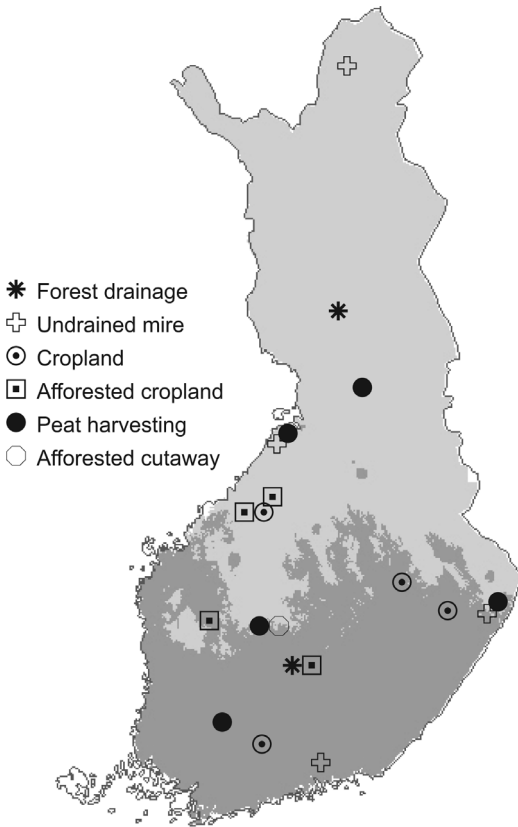 Forest drainage
Undrained mire
Cropland
Afforested cropland
Peat harvesting
Afforested cutaway